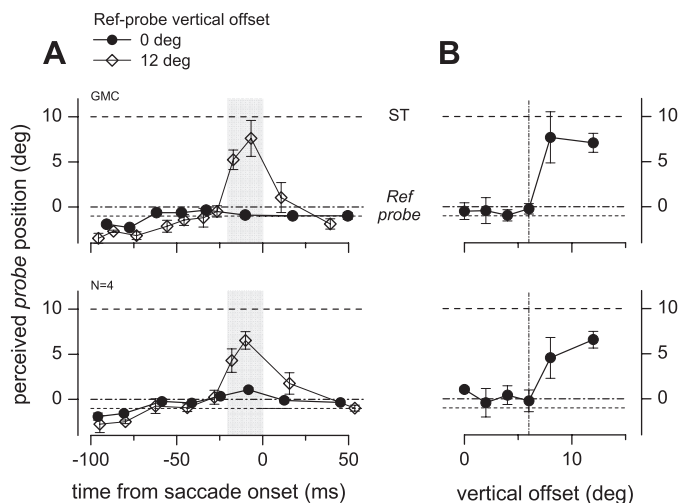 Ref-probe vertical offset
0 deg
12 deg
A
B
GMC
10
5
0
ST
Ref
probe
10
5
0
perceived probe position (deg)
N=4
10
5
0
10
5
0
-100
-50
0
50
0
10
time from saccade onset (ms)
vertical offset (deg)